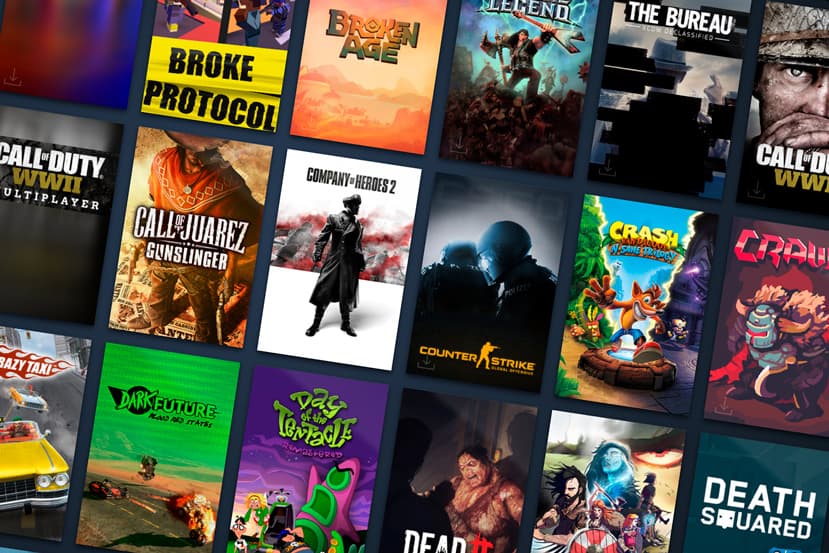 BROKE
PROTOCOL
BROKEN
AGE
LEGEND
THE BUREAU
XCOM DECLASSIFIED
CALL OF DUTY
WWII
MULTIPLAYER
CALL OF JUAREZ
GUNSLINGER
COMPANY OF HEROES 2
COUNTER STRIKE
GLOBAL OFFENSIVE
POLIZEI
CRASH
BANDICOOT
N. SANE TRILOGY
CALL OF DUTY
WWII
CRAZY TAXI
DARK FUTURE
BLOOD RED STATES
Day
of the
Tentacle
REMASTERED
DEAD
DEATH
SQUARED